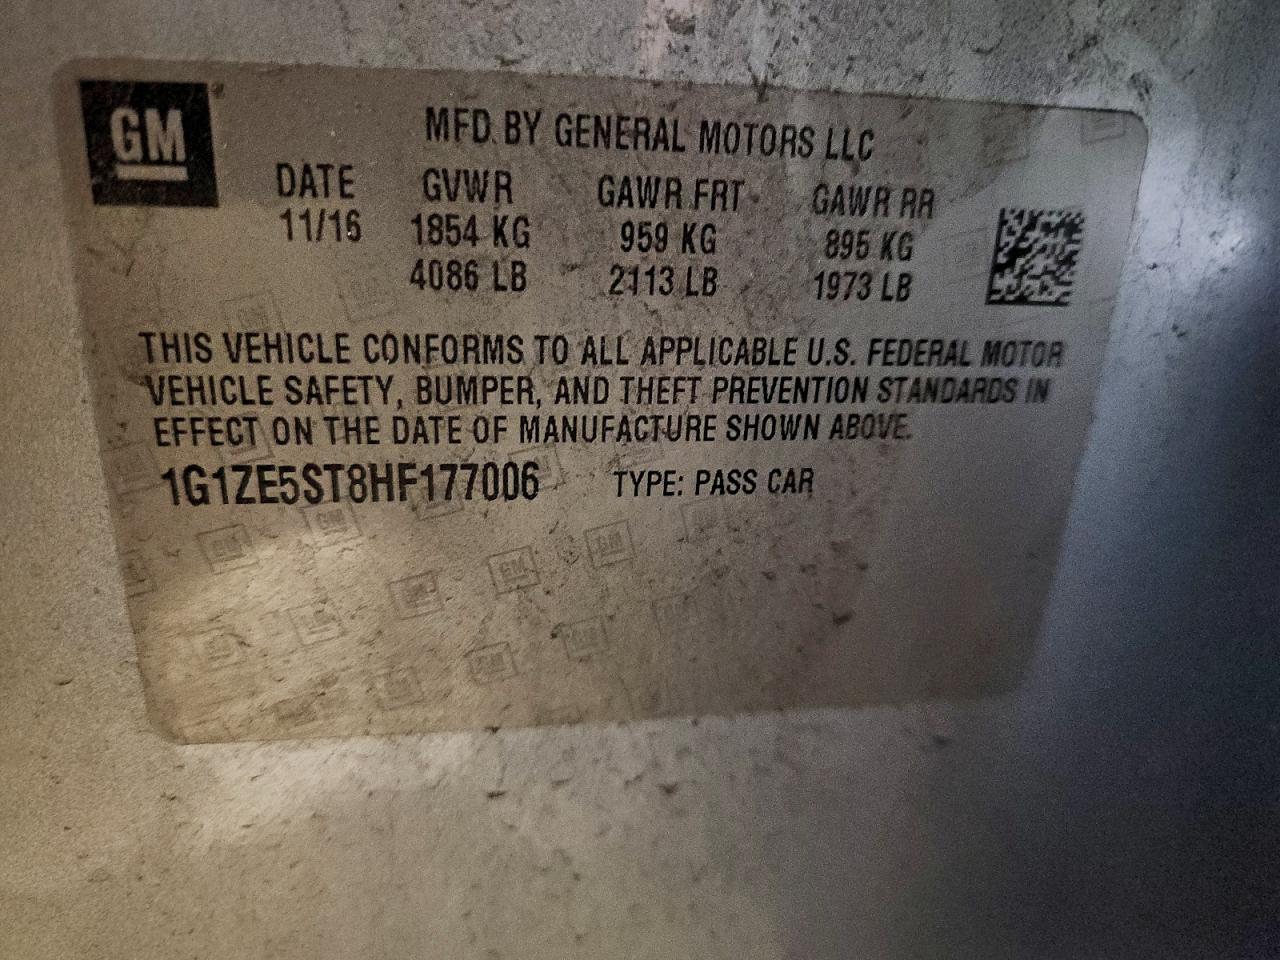 GM
MFD. BY GENERAL MOTORS LLC
DATE GVWR GAWR FRT GAWR RR
11/16 1854 KG 959 KG 895 KG
4086 LB 2113 LB 1973 LB
THIS VEHICLE CONFORMS TO ALL APPLICABLE U.S. FEDERAL MOTOR
VEHICLE SAFETY, BUMPER, AND THEFT PREVENTION STANDARDS IN
EFFECT ON THE DATE OF MANUFACTURE SHOWN ABOVE.
1G1ZE5ST8HF177006 TYPE: PASS CAR